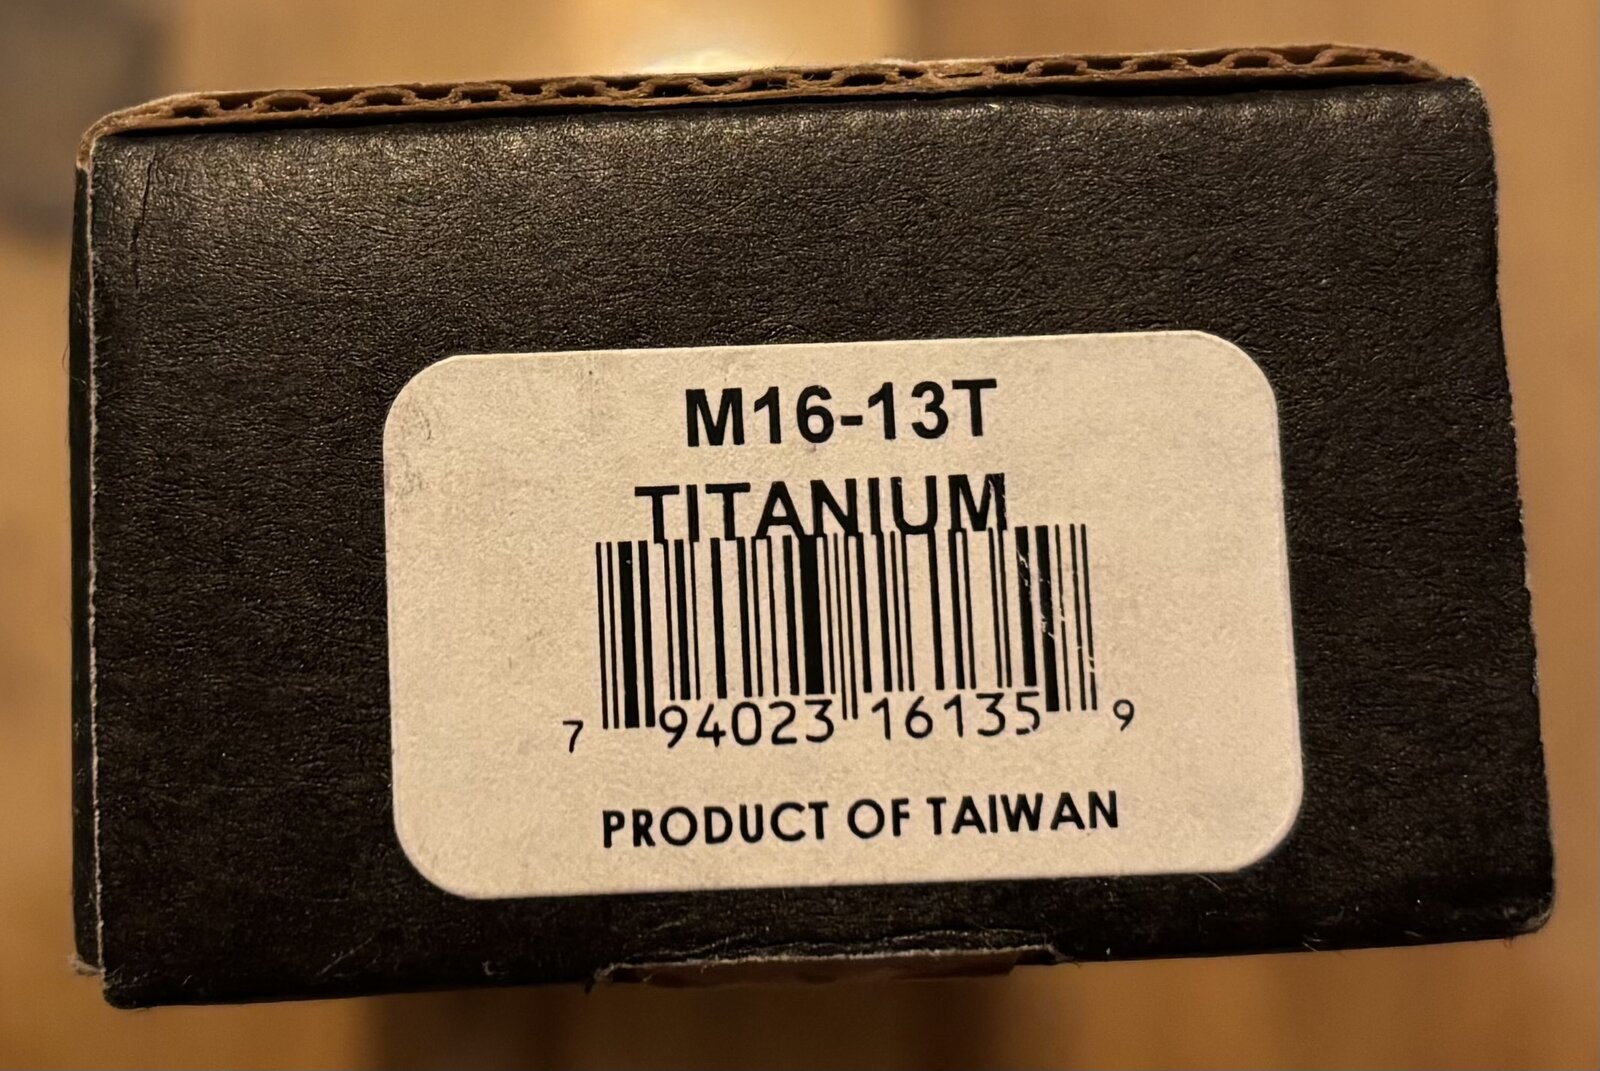 M16-13T
TITANIUM
7 94023 16135 9
PRODUCT OF TAIWAN